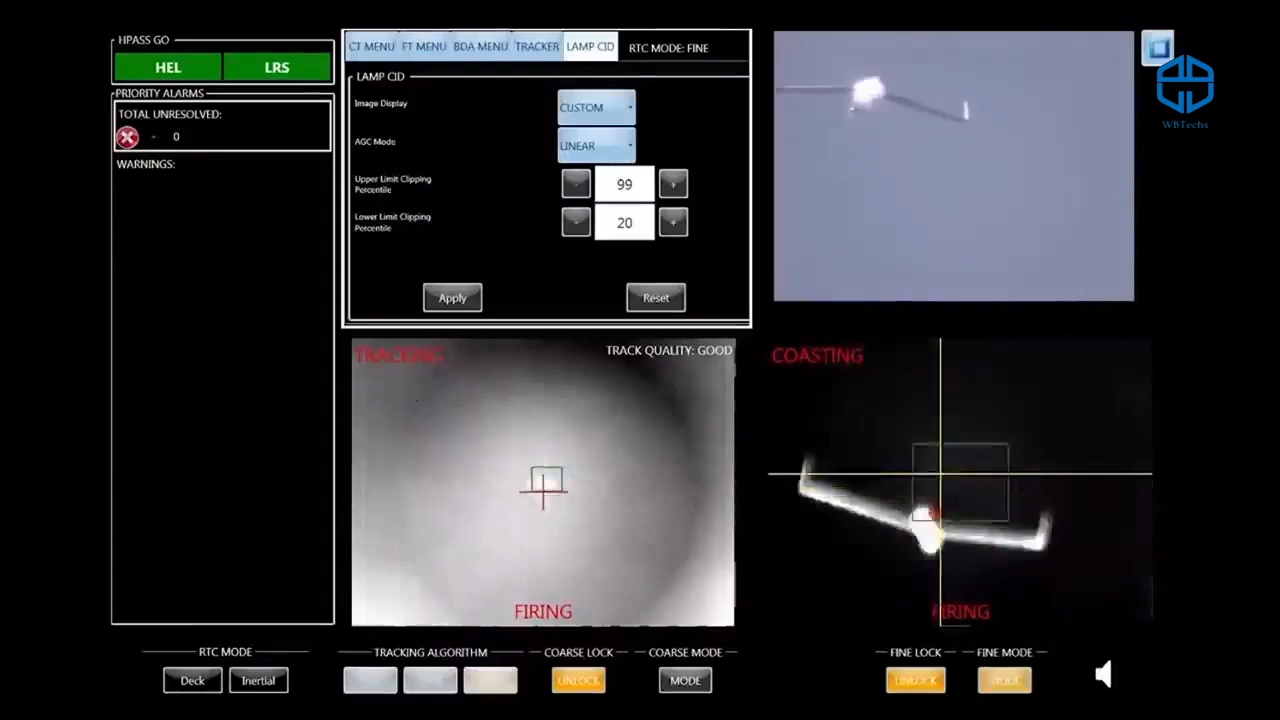 HPASS GO
HEL
LRS
PRIORITY ALARMS
TOTAL UNRESOLVED:
- 0
WARNINGS:
CT MENU
FT MENU
BDA MENU
TRACKER
LAMP CID
RTC MODE: FINE
LAMP CID
Image Display
CUSTOM
AGC Mode
LINEAR
Upper Limit Clipping
Percentile
-
99
+
Lower Limit Clipping
Percentile
-
20
+
Apply
Reset
WBTechs
TRACKING
TRACK QUALITY: GOOD
FIRING
COASTING
FIRING
RTC MODE
Deck
Inertial
TRACKING ALGORITHM
COARSE LOCK
UNLOCK
COARSE MODE
MODE
FINE LOCK
UNLOCK
FINE MODE